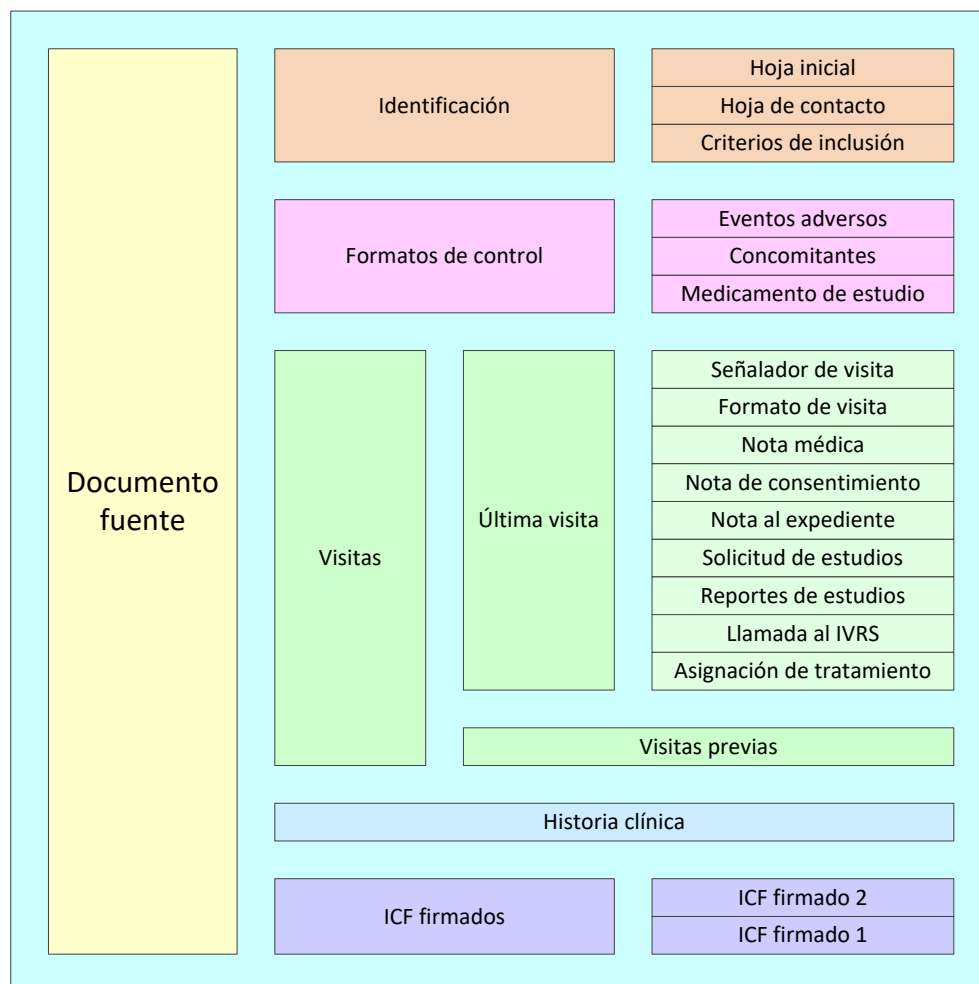 Documento
fuente
Identificación
Hoja inicial
Hoja de contacto
Criterios de inclusión
Formatos de control
Eventos adversos
Concomitantes
Medicamento de estudio
Visitas
Última visita
Señalador de visita
Formato de visita
Nota médica
Nota de consentimiento
Nota al expediente
Solicitud de estudios
Reportes de estudios
Llamada al IVRS
Asignación de tratamiento
Visitas previas
Historia clínica
ICF firmados
ICF firmado 2
ICF firmado 1